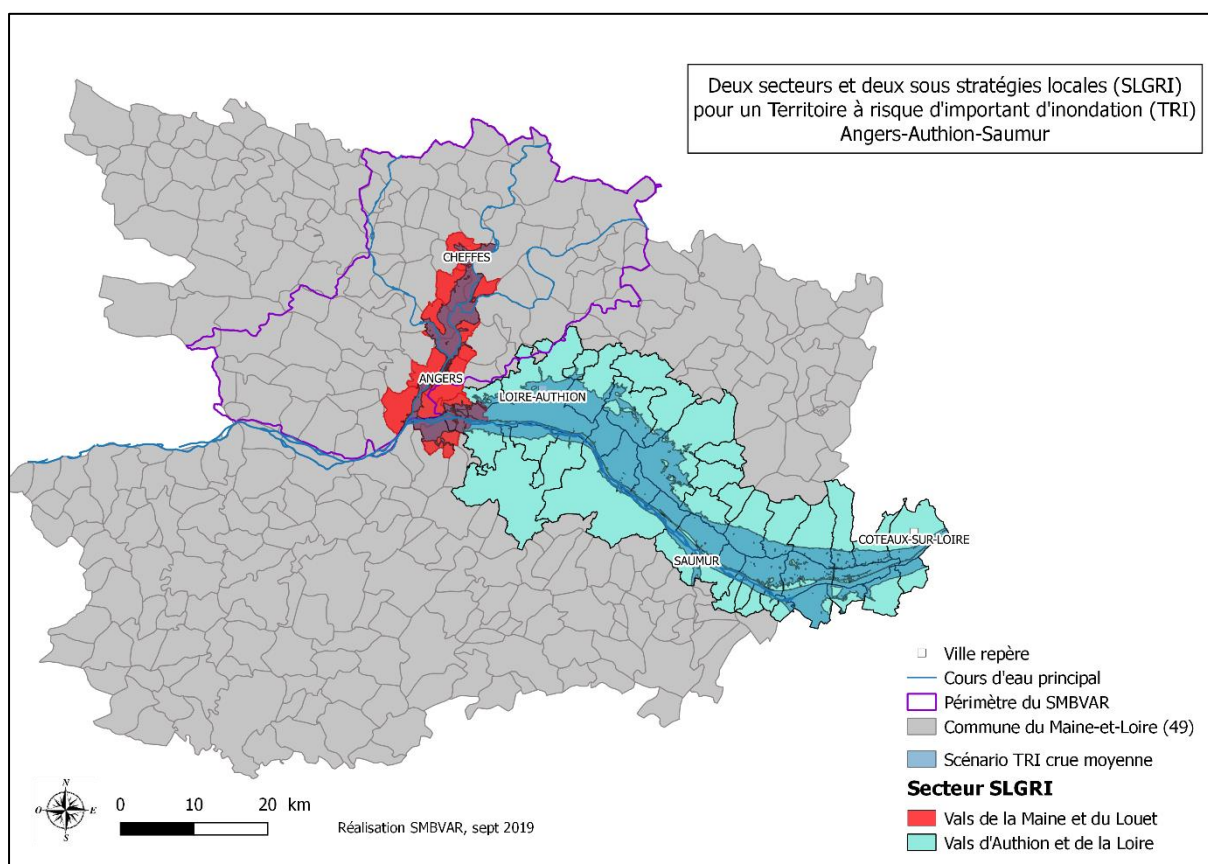 Deux secteurs et deux sous stratégies locales (SLGRI)
pour un Territoire à risque d'important d'inondation (TRI)
Angers-Authion-Saumur
CHEFFES
ANGERS
LOIRE-AUTHION
COTEAUX-SUR-LOIRE
SAUMUR
Ville repère
Cours d'eau principal
Périmètre du SMBVAR
Commune du Maine-et-Loire (49)
Scénario TRI crue moyenne
Secteur SLGRI
Vals de la Maine et du Louet
Vals d'Authion et de la Loire
N
O E
S
0 10 20 km
Réalisation SMBVAR, sept 2019